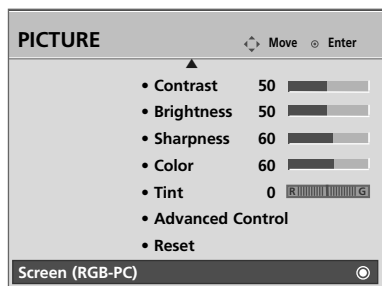 PICTURE Move Enter
• Contrast 50
• Brightness 50
• Sharpness 60
• Color 60
• Tint 0 R G
• Advanced Control
• Reset
Screen (RGB-PC)